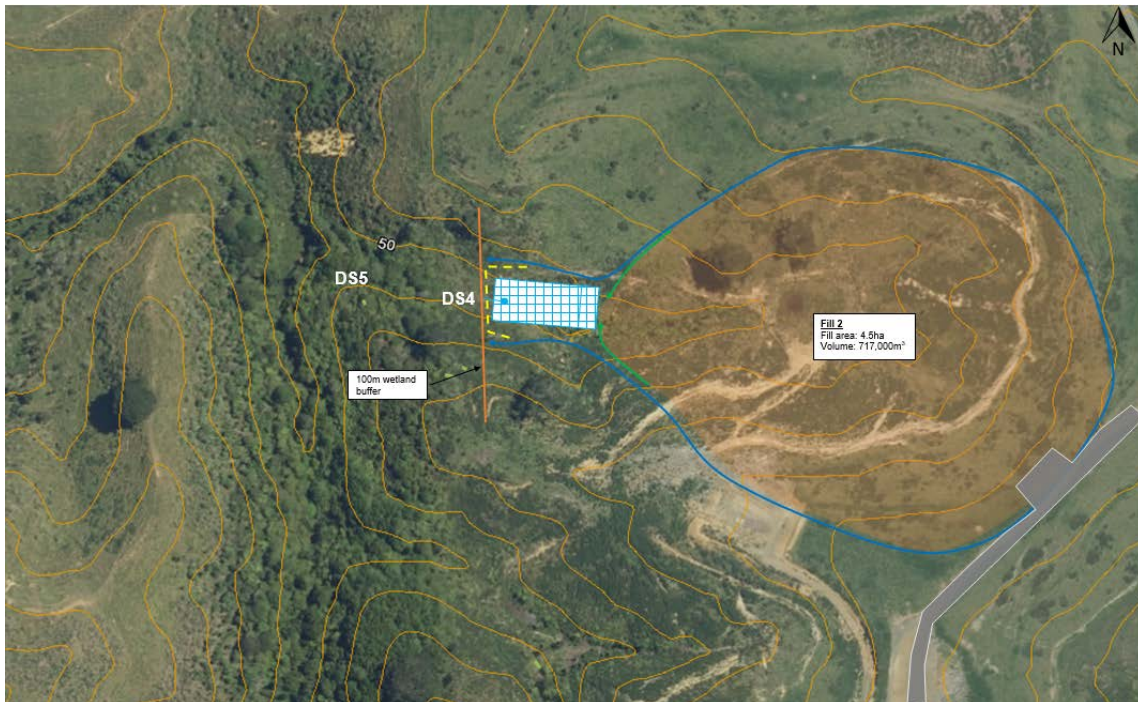 N
50
DS5
DS4
Fill 2
Fill area: 4.5ha
Volume: 717,000m³
100m wetland
buffer